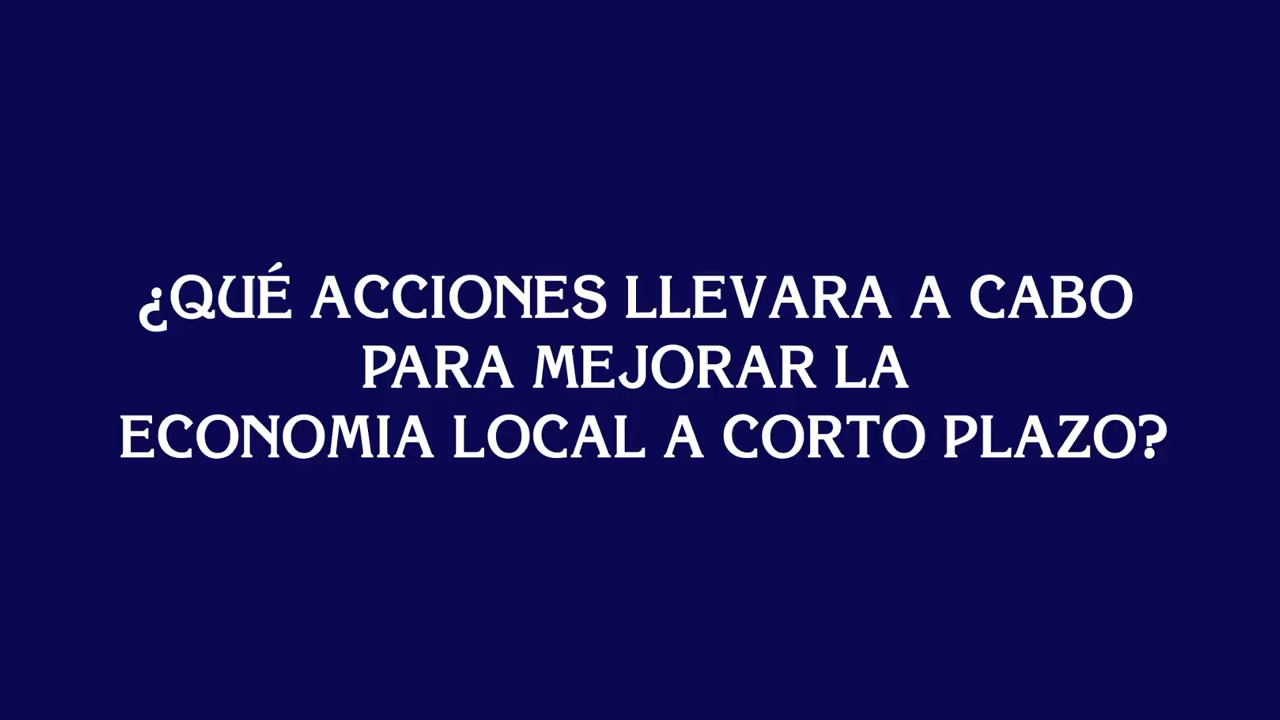 ¿QUÉ ACCIONES LLEVARA A CABO
PARA MEJORAR LA
ECONOMIA LOCAL A CORTO PLAZO?